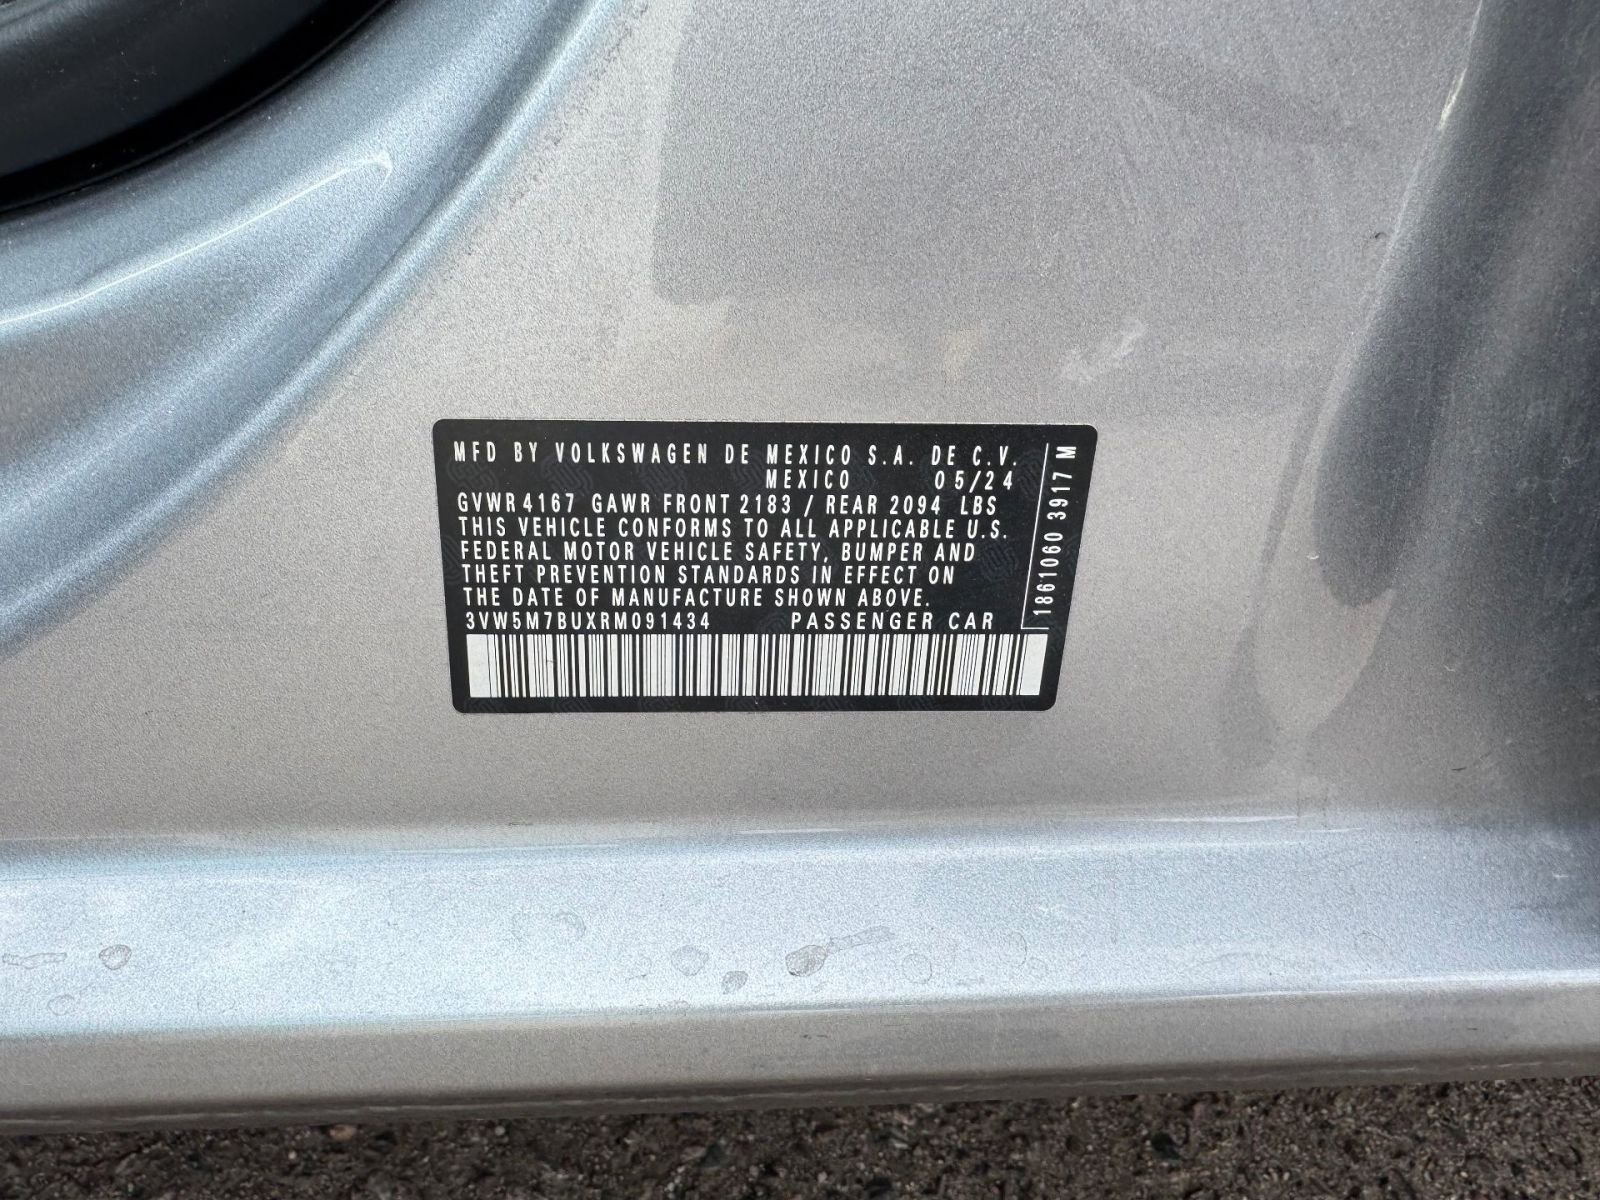 MFD BY VOLKSWAGEN DE MEXICO S.A. DE C.V.
MEXICO 05/24
GVWR 4167 GAWR FRONT 2183 / REAR 2094 LBS
THIS VEHICLE CONFORMS TO ALL APPLICABLE U.S.
FEDERAL MOTOR VEHICLE SAFETY, BUMPER AND
THEFT PREVENTION STANDARDS IN EFFECT ON
THE DATE OF MANUFACTURE SHOWN ABOVE.
3VW5M7BUXRM091434 PASSENGER CAR
1861060 3917 M